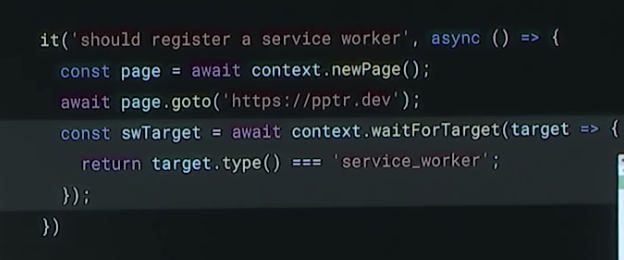 it('should register a service worker', async () => {
  const page = await context.newPage();
  await page.goto('https://pptr.dev');
  const swTarget = await context.waitForTarget(target => {
    return target.type() === 'service_worker';
  });
})